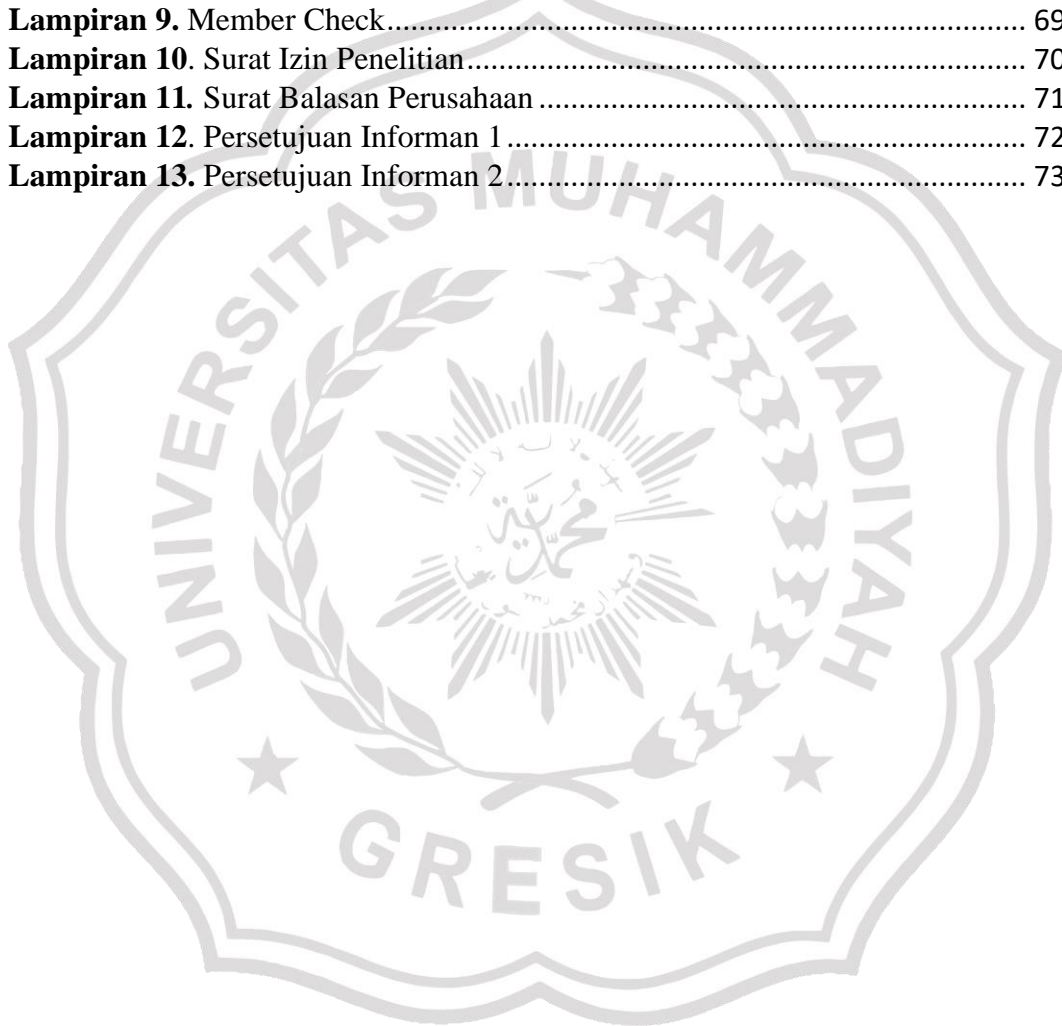 Lampiran 9. Member Check........................................................................ 69
Lampiran 10. Surat Izin Penelitian............................................................. 70
Lampiran 11. Surat Balasan Perusahaan .................................................... 71
Lampiran 12. Persetujuan Informan 1 ........................................................ 72
Lampiran 13. Persetujuan Informan 2......................................................... 73
UNIVERSITAS MUHAMMADIYAH
GRESIK